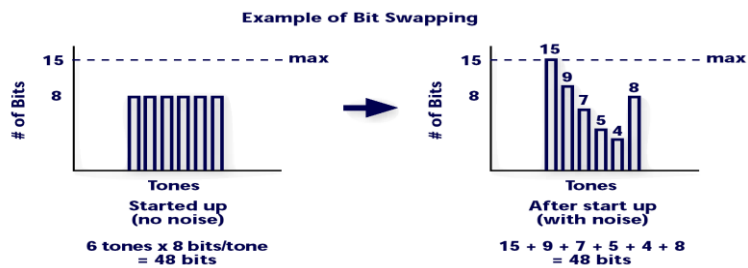 Example of Bit Swapping
15
max
8
# of Bits
Tones
Started up
(no noise)
6 tones x 8 bits/tone
= 48 bits
15
max
8
# of Bits
15
9
7
5
4
8
Tones
After start up
(with noise)
15 + 9 + 7 + 5 + 4 + 8
= 48 bits